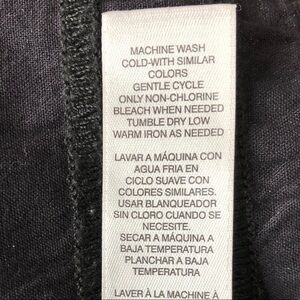 MACHINE WASH
COLD-WITH SIMILAR
COLORS
GENTLE CYCLE
ONLY NON-CHLORINE
BLEACH WHEN NEEDED
TUMBLE DRY LOW
WARM IRON AS NEEDED
LAVAR A MÁQUINA CON
AGUA FRIA EN
CICLO SUAVE CON
COLORES SIMILARES.
USAR BLANQUEADOR
SIN CLORO CUANDO SE
NECESITE.
SECAR A MÁQUINA A
BAJA TEMPERATURA
PLANCHAR A BAJA
TEMPERATURA
LAVER À LA MACHINE À